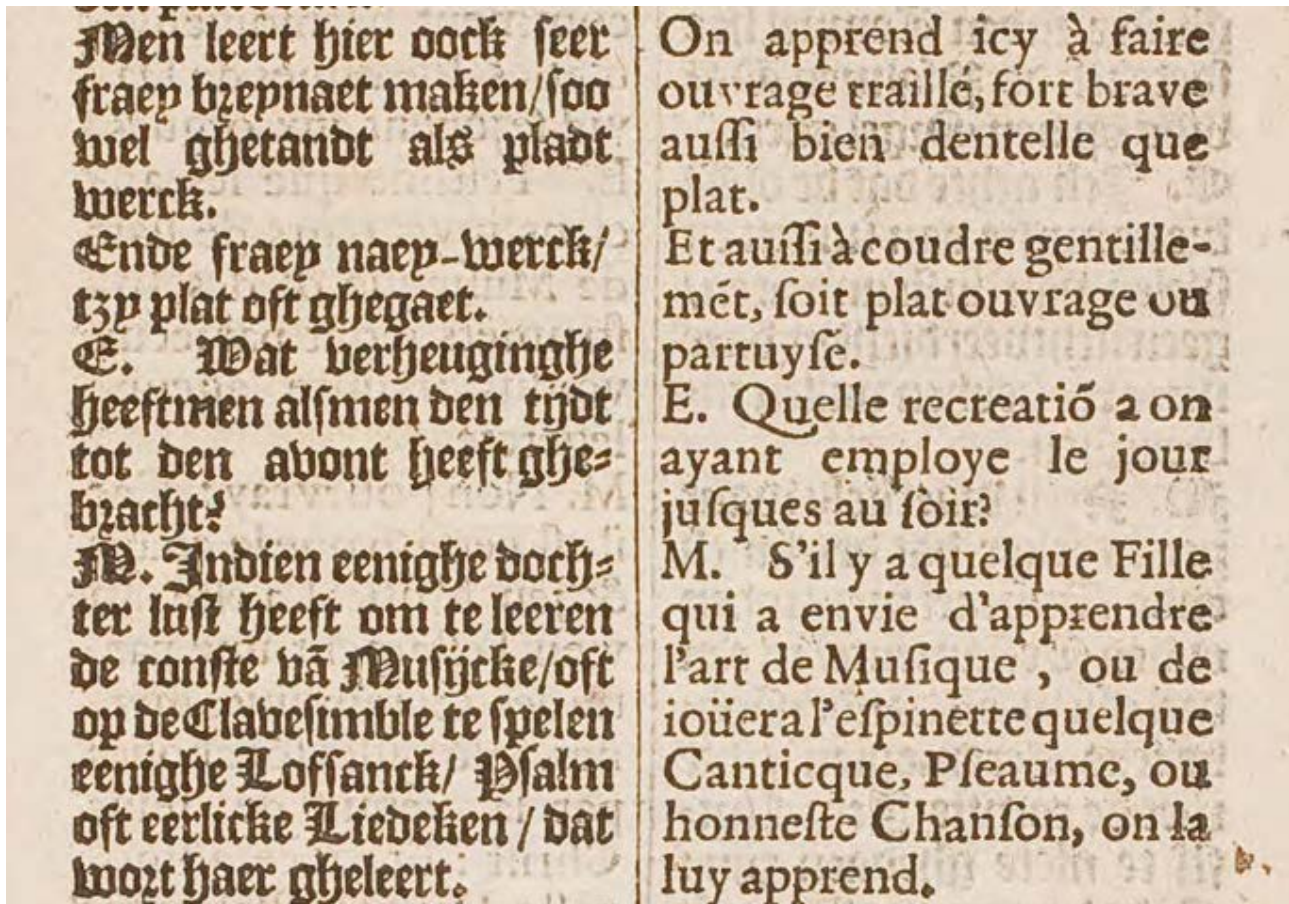 Men leert hier oock seer
fraey breynaet maken/soo
wel ghetandt als pladt
werck.
Ende fraey naey-werck/
tzy plat oft ghegaet.
E. Wat verheuginghe
heeftmen alsmen den tijdt
tot den avont heeft ghe-
bracht?
M. Indien eenighe doch-
ter lust heeft om te leeren
de conste vã Musijcke/oft
op de Clavesimble te spelen
eenighe Lofsanck/ Psalm
oft eerlicke Liedeken / dat
wort haer gheleert.
On apprend icy à faire
ouvrage traillé, fort brave
auſſi bien dentelle que
plat.
Et auſſi à coudre gentille-
mẽt, ſoit plat ouvrage ou
partuyſé.
E. Quelle recreatiõ a on
ayant employe le jour
juſques au ſoir?
M. S'il y a quelque Fille
qui a envie d'apprendre
l'art de Muſique , ou de
ioüera l'eſpinette quelque
Canticque, Pſeaume, ou
honneſte Chanſon, on la
luy apprend.